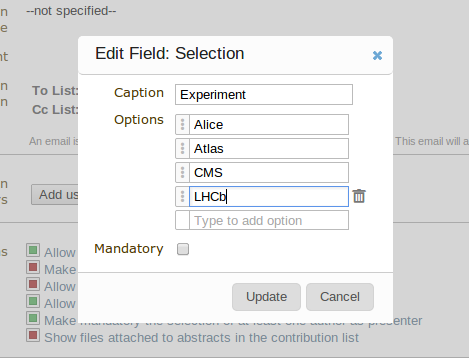 --not specified--
Edit Field: Selection
Caption Experiment
Options Alice
Atlas
CMS
LHCb
Type to add option
Mandatory
Update Cancel
To List:
Cc List:
An email is
This email will a
Add us
Allow
Make
Allow
Allow
Make mandatory the selection of at least one author as presenter
Show files attached to abstracts in the contribution list